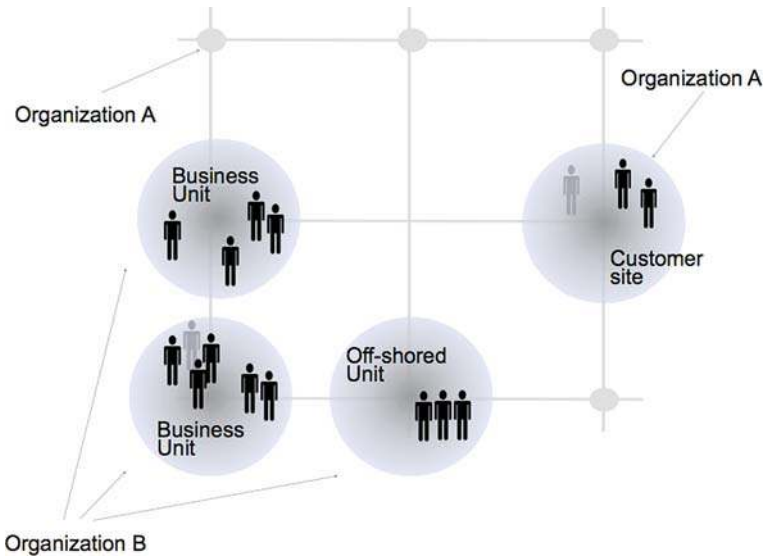 Organization A
Organization A
Business
Unit
Customer
site
Off-shored
Unit
Business
Unit
Organization B